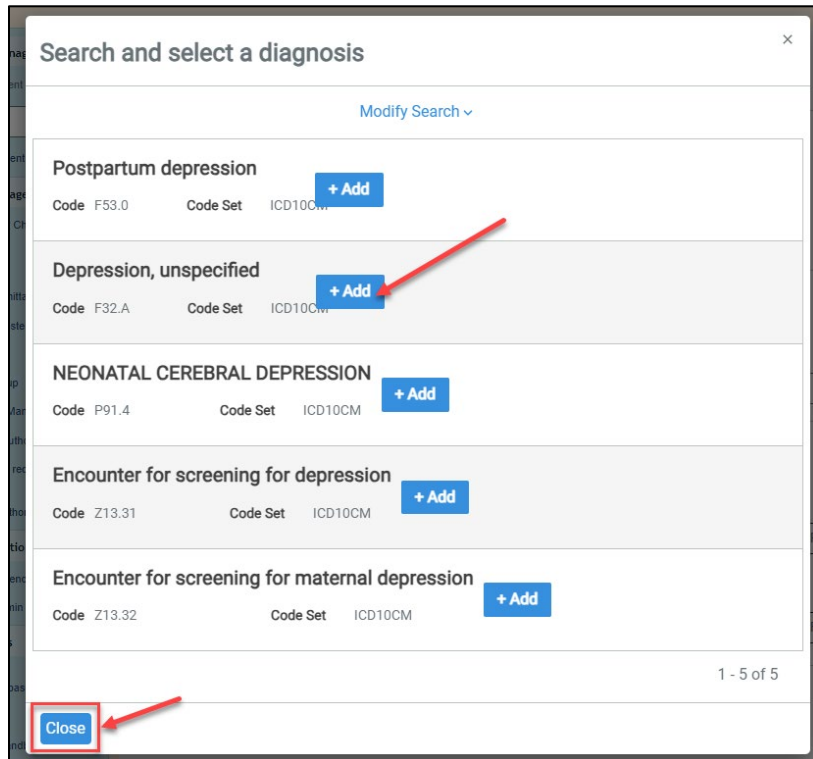 Search and select a diagnosis
×
Modify Search
Postpartum depression
+ Add
Code F53.0 Code Set ICD10CM
Depression, unspecified
+ Add
Code F32.A Code Set ICD10CM
NEONATAL CEREBRAL DEPRESSION
+ Add
Code P91.4 Code Set ICD10CM
Encounter for screening for depression
+ Add
Code Z13.31 Code Set ICD10CM
Encounter for screening for maternal depression
+ Add
Code Z13.32 Code Set ICD10CM
1 - 5 of 5
Close